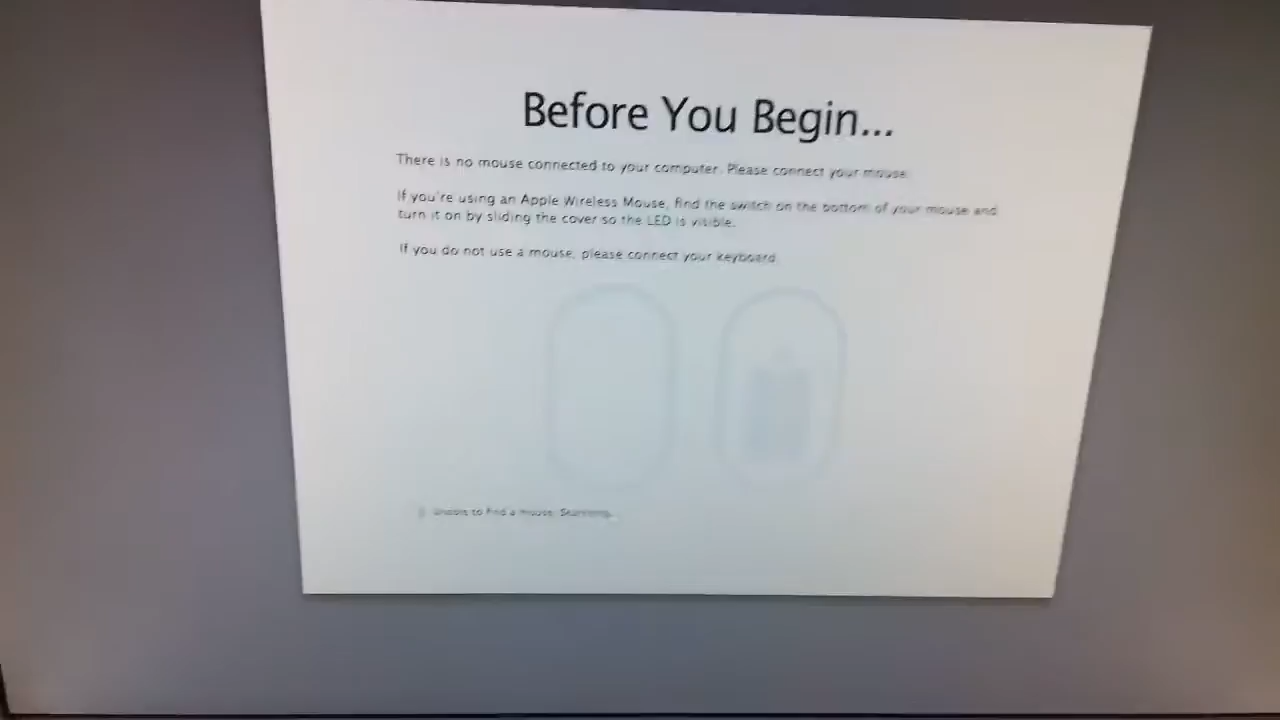 Before You Begin...
There is no mouse connected to your computer. Please connect your mouse.
If you're using an Apple Wireless Mouse, find the switch on the bottom of your mouse and
turn it on by sliding the cover so the LED is visible.
If you do not use a mouse, please connect your keyboard.
Unable to find a mouse. Searching...